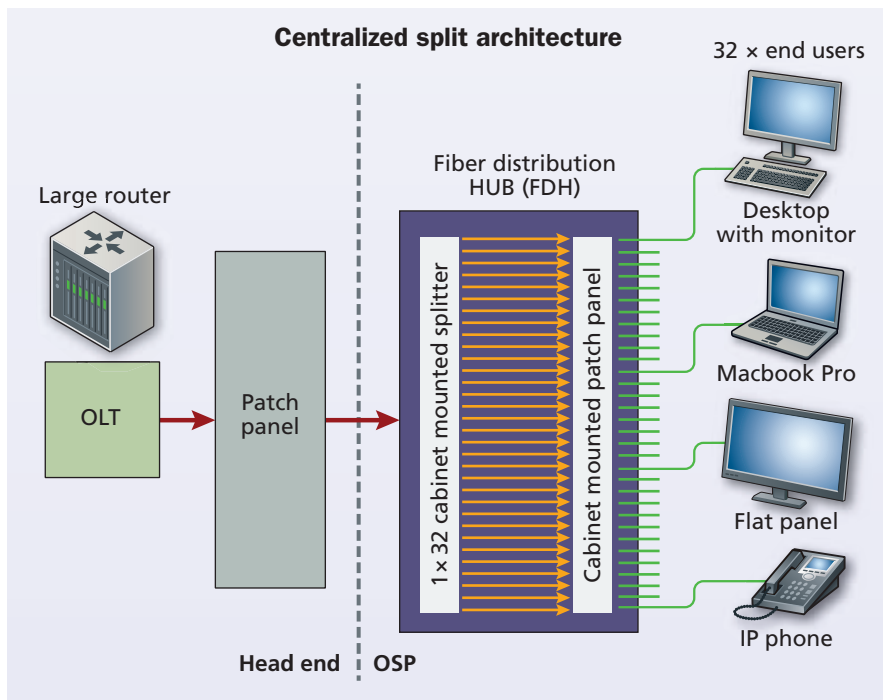 Centralized split architecture
32 × end users
Fiber distribution
HUB (FDH)
Large router
Desktop
with monitor
OLT
Patch
panel
1 × 32 cabinet mounted splitter
Cabinet mounted patch panel
Macbook Pro
Flat panel
IP phone
Head end
OSP